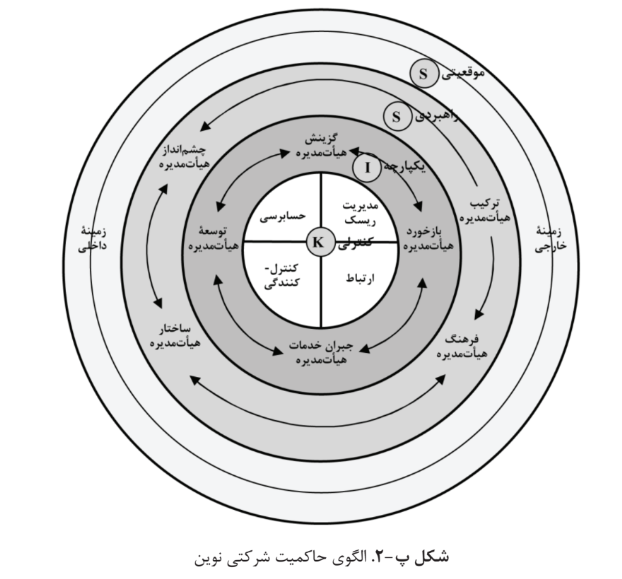 S موقعیتی
S راهبردی
گزینش
هیأت‌مدیره
چشم‌انداز
هیأت‌مدیره
I یکپارچه
ترکیب
هیأت‌مدیره
مدیریت
ریسک
حسابرسی
زمینهٔ
خارجی
بازخورد
هیأت‌مدیره
K کنترلی
توسعهٔ
هیأت‌مدیره
زمینهٔ
داخلی
ارتباط
کنترل-
کنندگی
ساختار
هیأت‌مدیره
فرهنگ
هیأت‌مدیره
جبران خدمات
هیأت‌مدیره
شکل پ-۲. الگوی حاکمیت شرکتی نوین